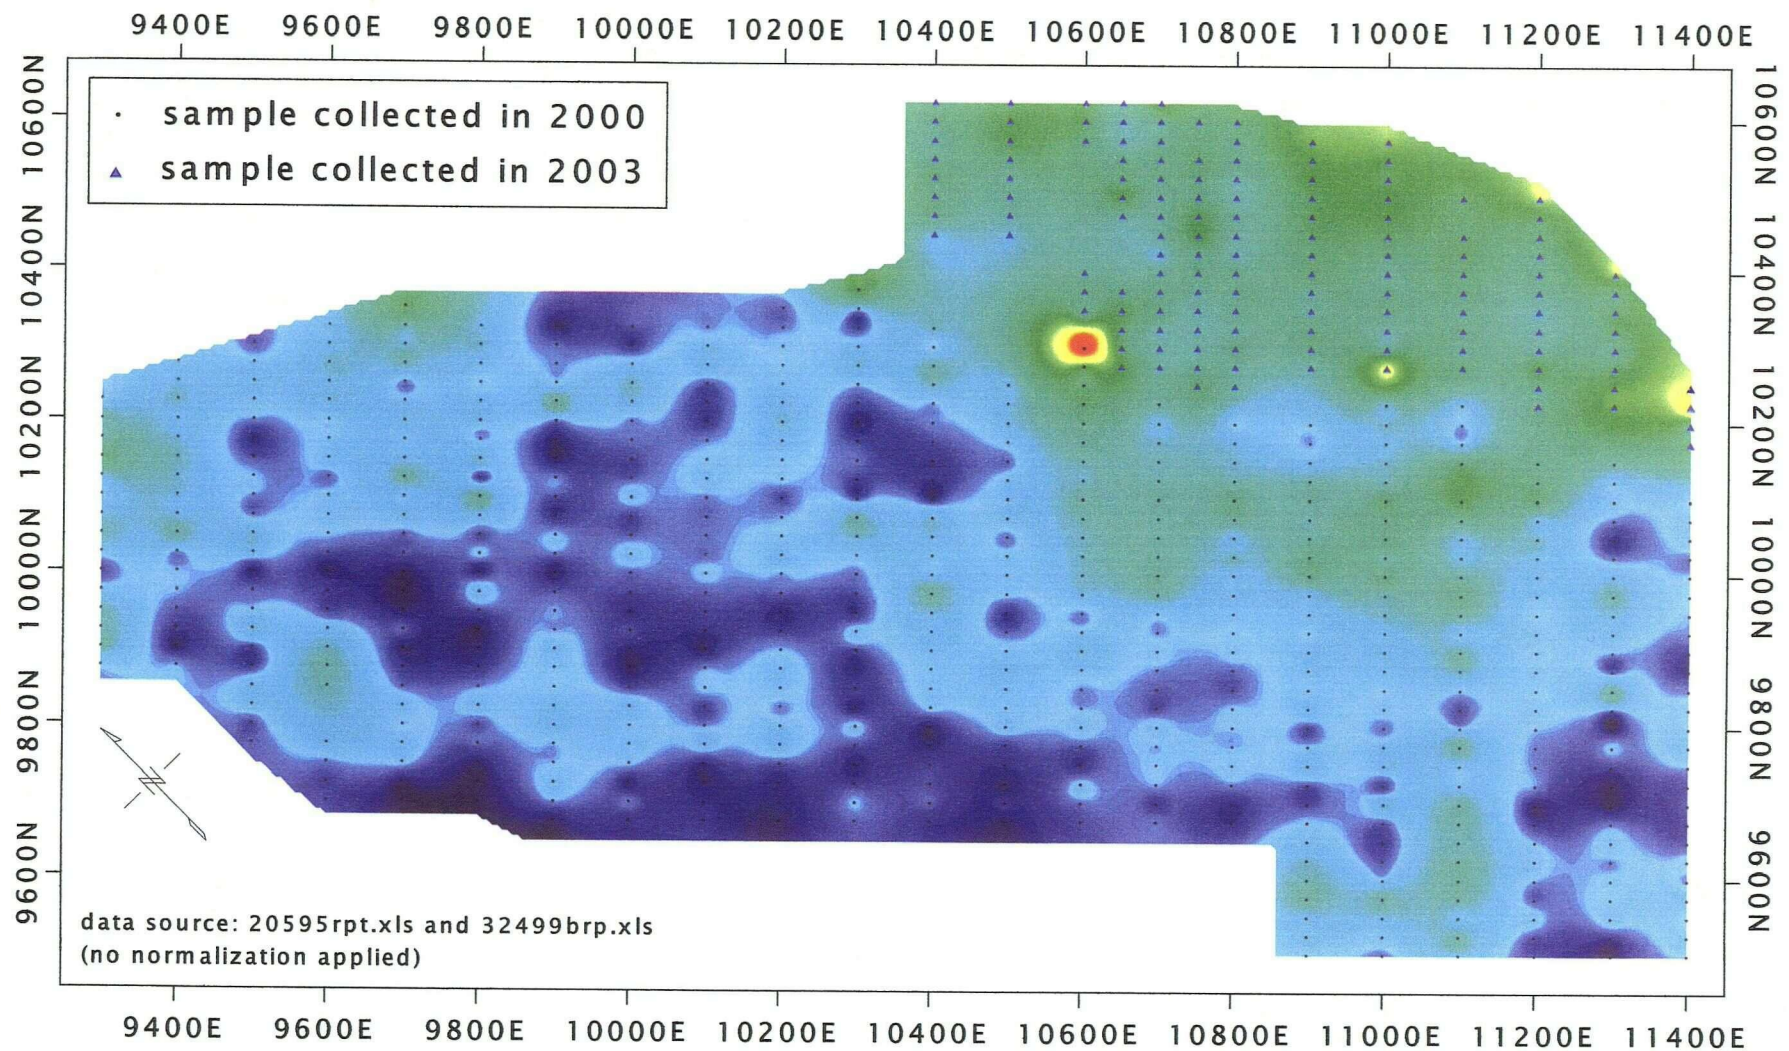 9400E 9600E 9800E 10000E 10200E 10400E 10600E 10800E 11000E 11200E 11400E
sample collected in 2000
sample collected in 2003
10600N
10400N
10200N
10000N
9800N
9600N
10600N
10400N
10200N
10000N
9800N
9600N
data source: 20595rpt.xls and 32499brp.xls
(no normalization applied)
9400E 9600E 9800E 10000E 10200E 10400E 10600E 10800E 11000E 11200E 11400E